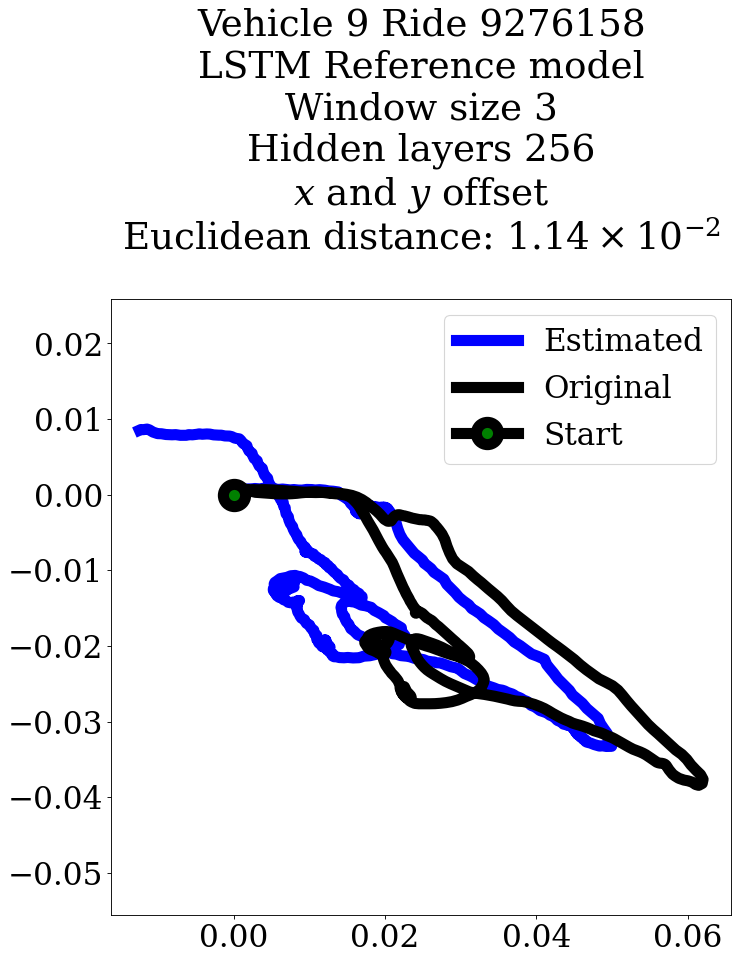 Vehicle 9 Ride 9276158
LSTM Reference model
Window size 3
Hidden layers 256
x and y offset
Euclidean distance: 1.14 × 10⁻²
Estimated
Original
Start
0.02
0.01
0.00
−0.01
−0.02
−0.03
−0.04
−0.05
0.00 0.02 0.04 0.06